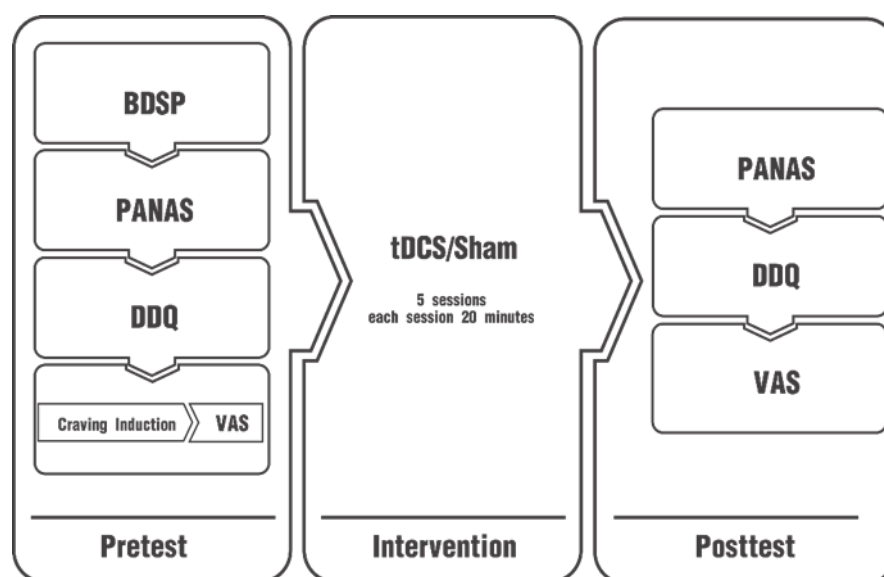 BDSP
PANAS
DDQ
Craving Induction VAS
Pretest
tDCS/Sham
5 sessions
each session 20 minutes
Intervention
PANAS
DDQ
VAS
Posttest